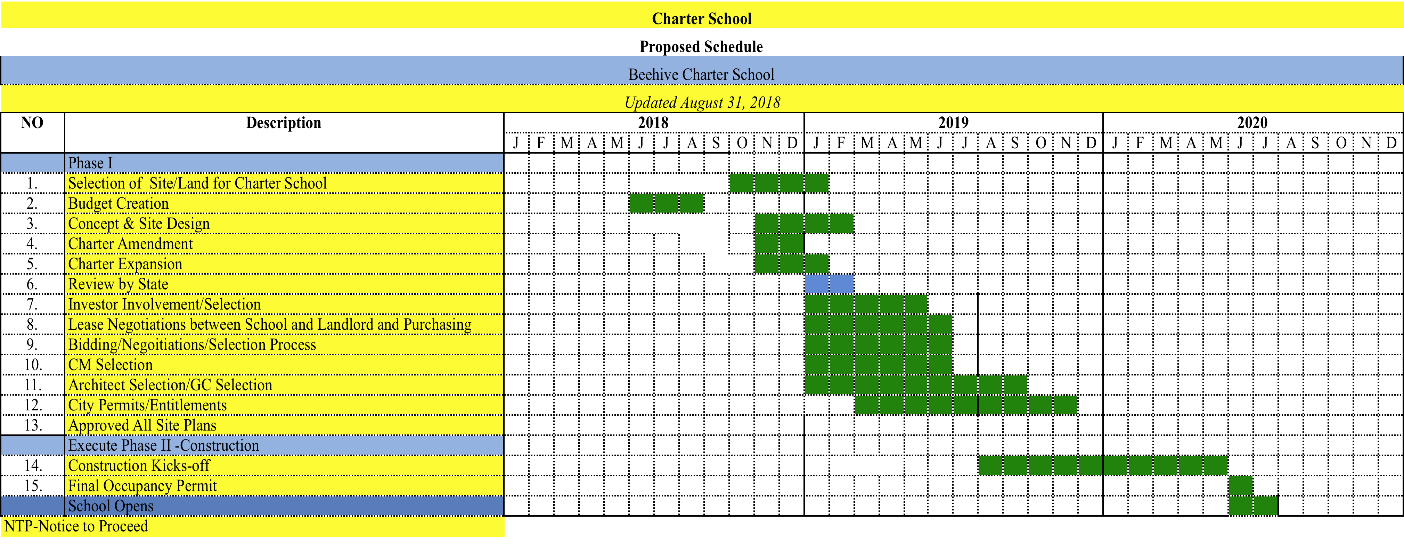 Charter School
Proposed Schedule
Beehive Charter School
Updated August 31, 2018
NO Description 2018 2019 2020
J F M A M J J A S O N D J F M A M J J A S O N D J F M A M J J A S O N D
Phase I
1. Selection of Site/Land for Charter School
2. Budget Creation
3. Concept & Site Design
4. Charter Amendment
5. Charter Expansion
6. Review by State
7. Investor Involvement/Selection
8. Lease Negotiations between School and Landlord and Purchasing
9. Bidding/Negoitiations/Selection Process
10. CM Selection
11. Architect Selection/GC Selection
12. City Permits/Entitlements
13. Approved All Site Plans
Execute Phase II -Construction
14. Construction Kicks-off
15. Final Occupancy Permit
School Opens
NTP-Notice to Proceed